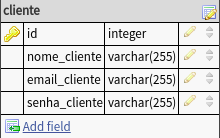 cliente
id integer
nome_cliente varchar(255)
email_cliente varchar(255)
senha_cliente varchar(255)
Add field